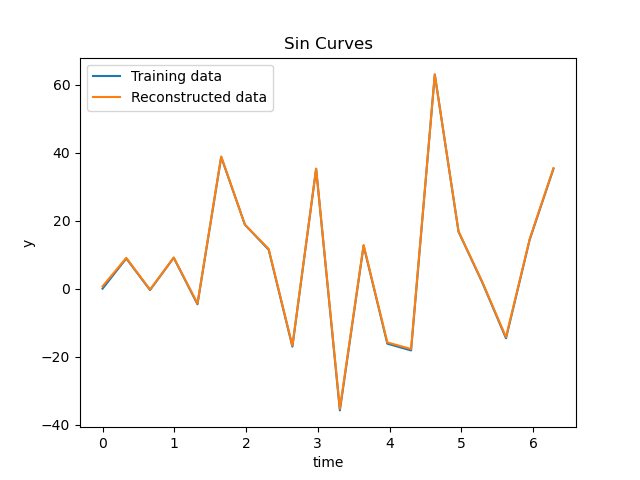 Sin Curves
Training data
Reconstructed data
60
40
20
0
−20
−40
y
0 1 2 3 4 5 6
time